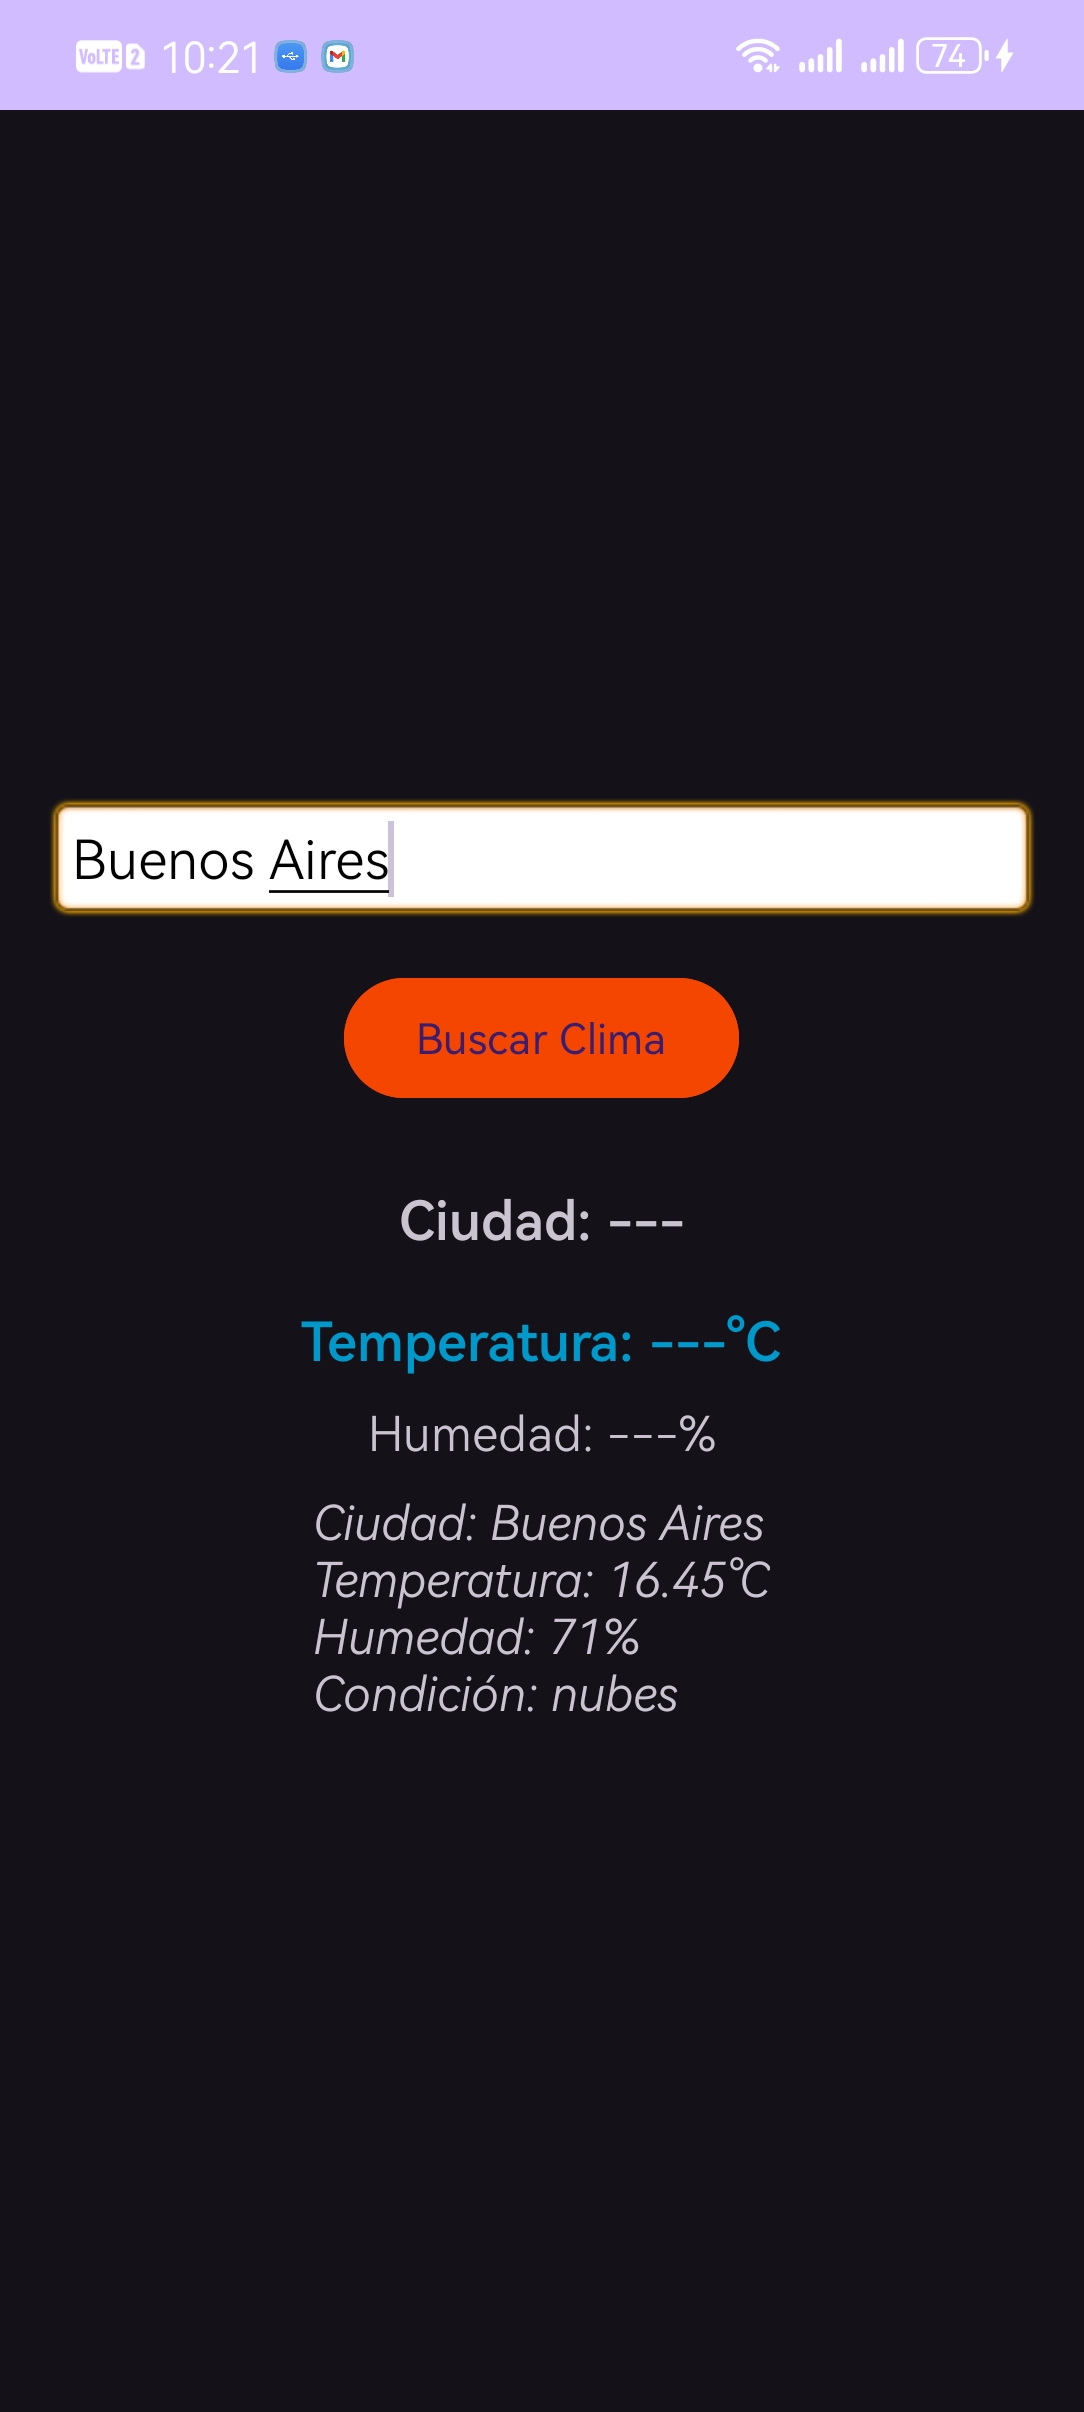 VoLTE 2 10:21 74
Buenos Aires
Buscar Clima
Ciudad: ---
Temperatura: ---°C
Humedad: ---%
Ciudad: Buenos Aires
Temperatura: 16.45°C
Humedad: 71%
Condición: nubes